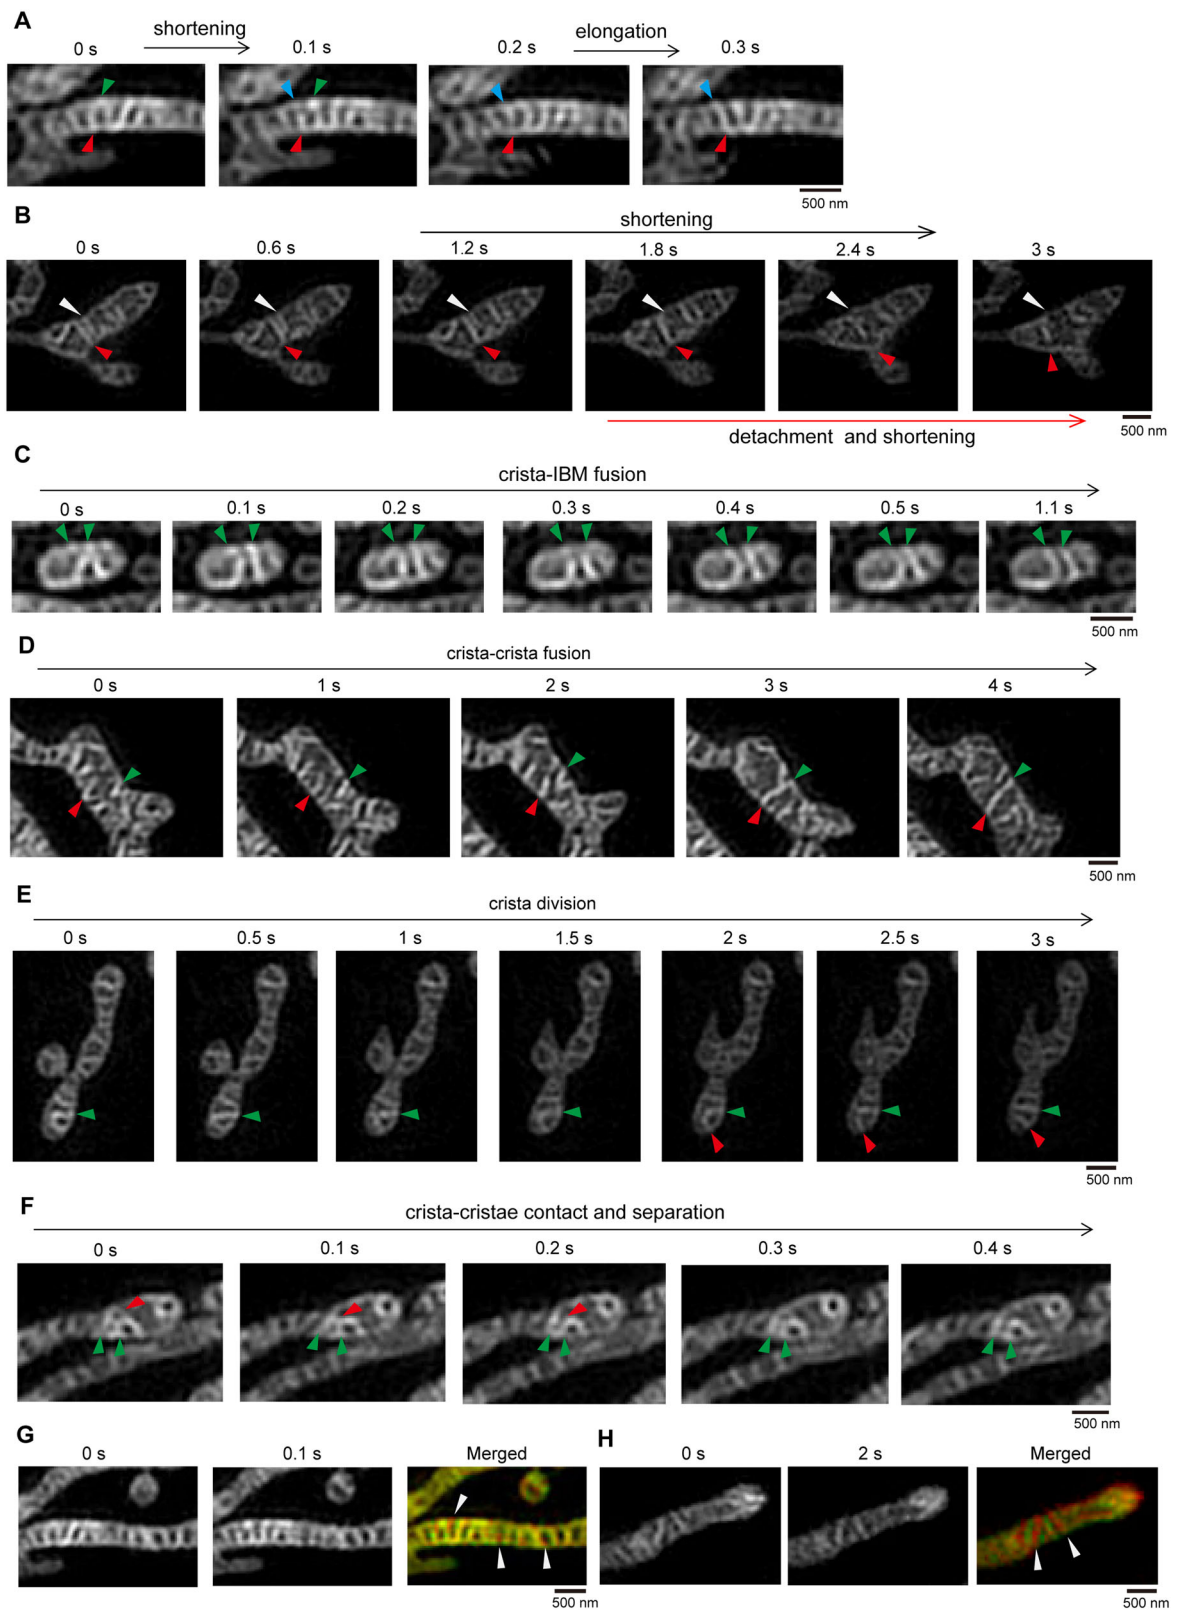 A
shortening
elongation
0 s
0.1 s
0.2 s
0.3 s
500 nm
B
shortening
0 s
0.6 s
1.2 s
1.8 s
2.4 s
3 s
500 nm
detachment and shortening
C
crista-IBM fusion
0 s
0.1 s
0.2 s
0.3 s
0.4 s
0.5 s
1.1 s
500 nm
D
crista-crista fusion
0 s
1 s
2 s
3 s
4 s
500 nm
E
crista division
0 s
0.5 s
1 s
1.5 s
2 s
2.5 s
3 s
500 nm
F
crista-cristae contact and separation
0 s
0.1 s
0.2 s
0.3 s
0.4 s
500 nm
G
0 s
0.1 s
Merged
500 nm
H
0 s
2 s
Merged
500 nm